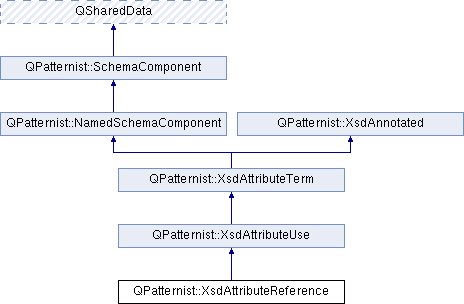 QSharedData
QPatternist::SchemaComponent
QPatternist::NamedSchemaComponent
QPatternist::XsdAnnotated
QPatternist::XsdAttributeTerm
QPatternist::XsdAttributeUse
QPatternist::XsdAttributeReference